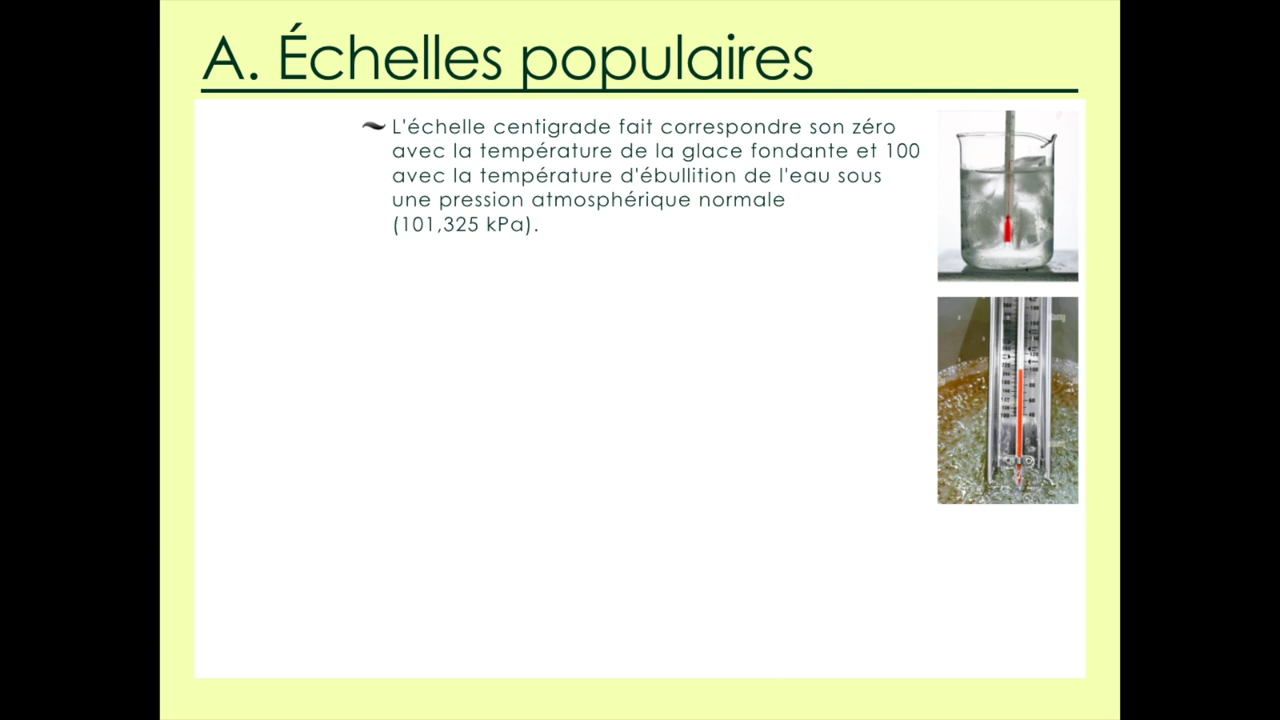 A. Échelles populaires
L'échelle centigrade fait correspondre son zéro
avec la température de la glace fondante et 100
avec la température d'ébullition de l'eau sous
une pression atmosphérique normale
(101,325 kPa).